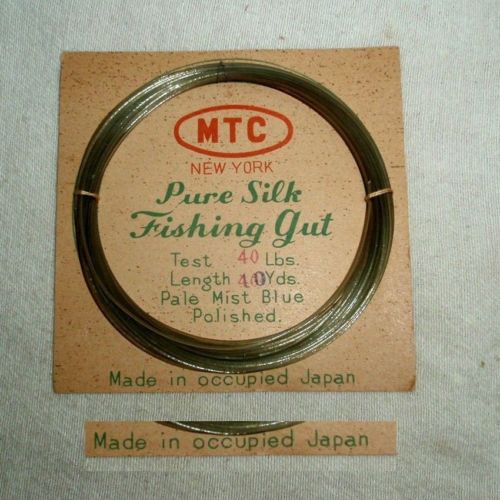 MTC
NEW YORK
Pure Silk
Fishing Gut
Test 40 Lbs.
Length 10 Yds.
Pale Mist Blue
Polished.
Made in occupied Japan
Made in occupied Japan